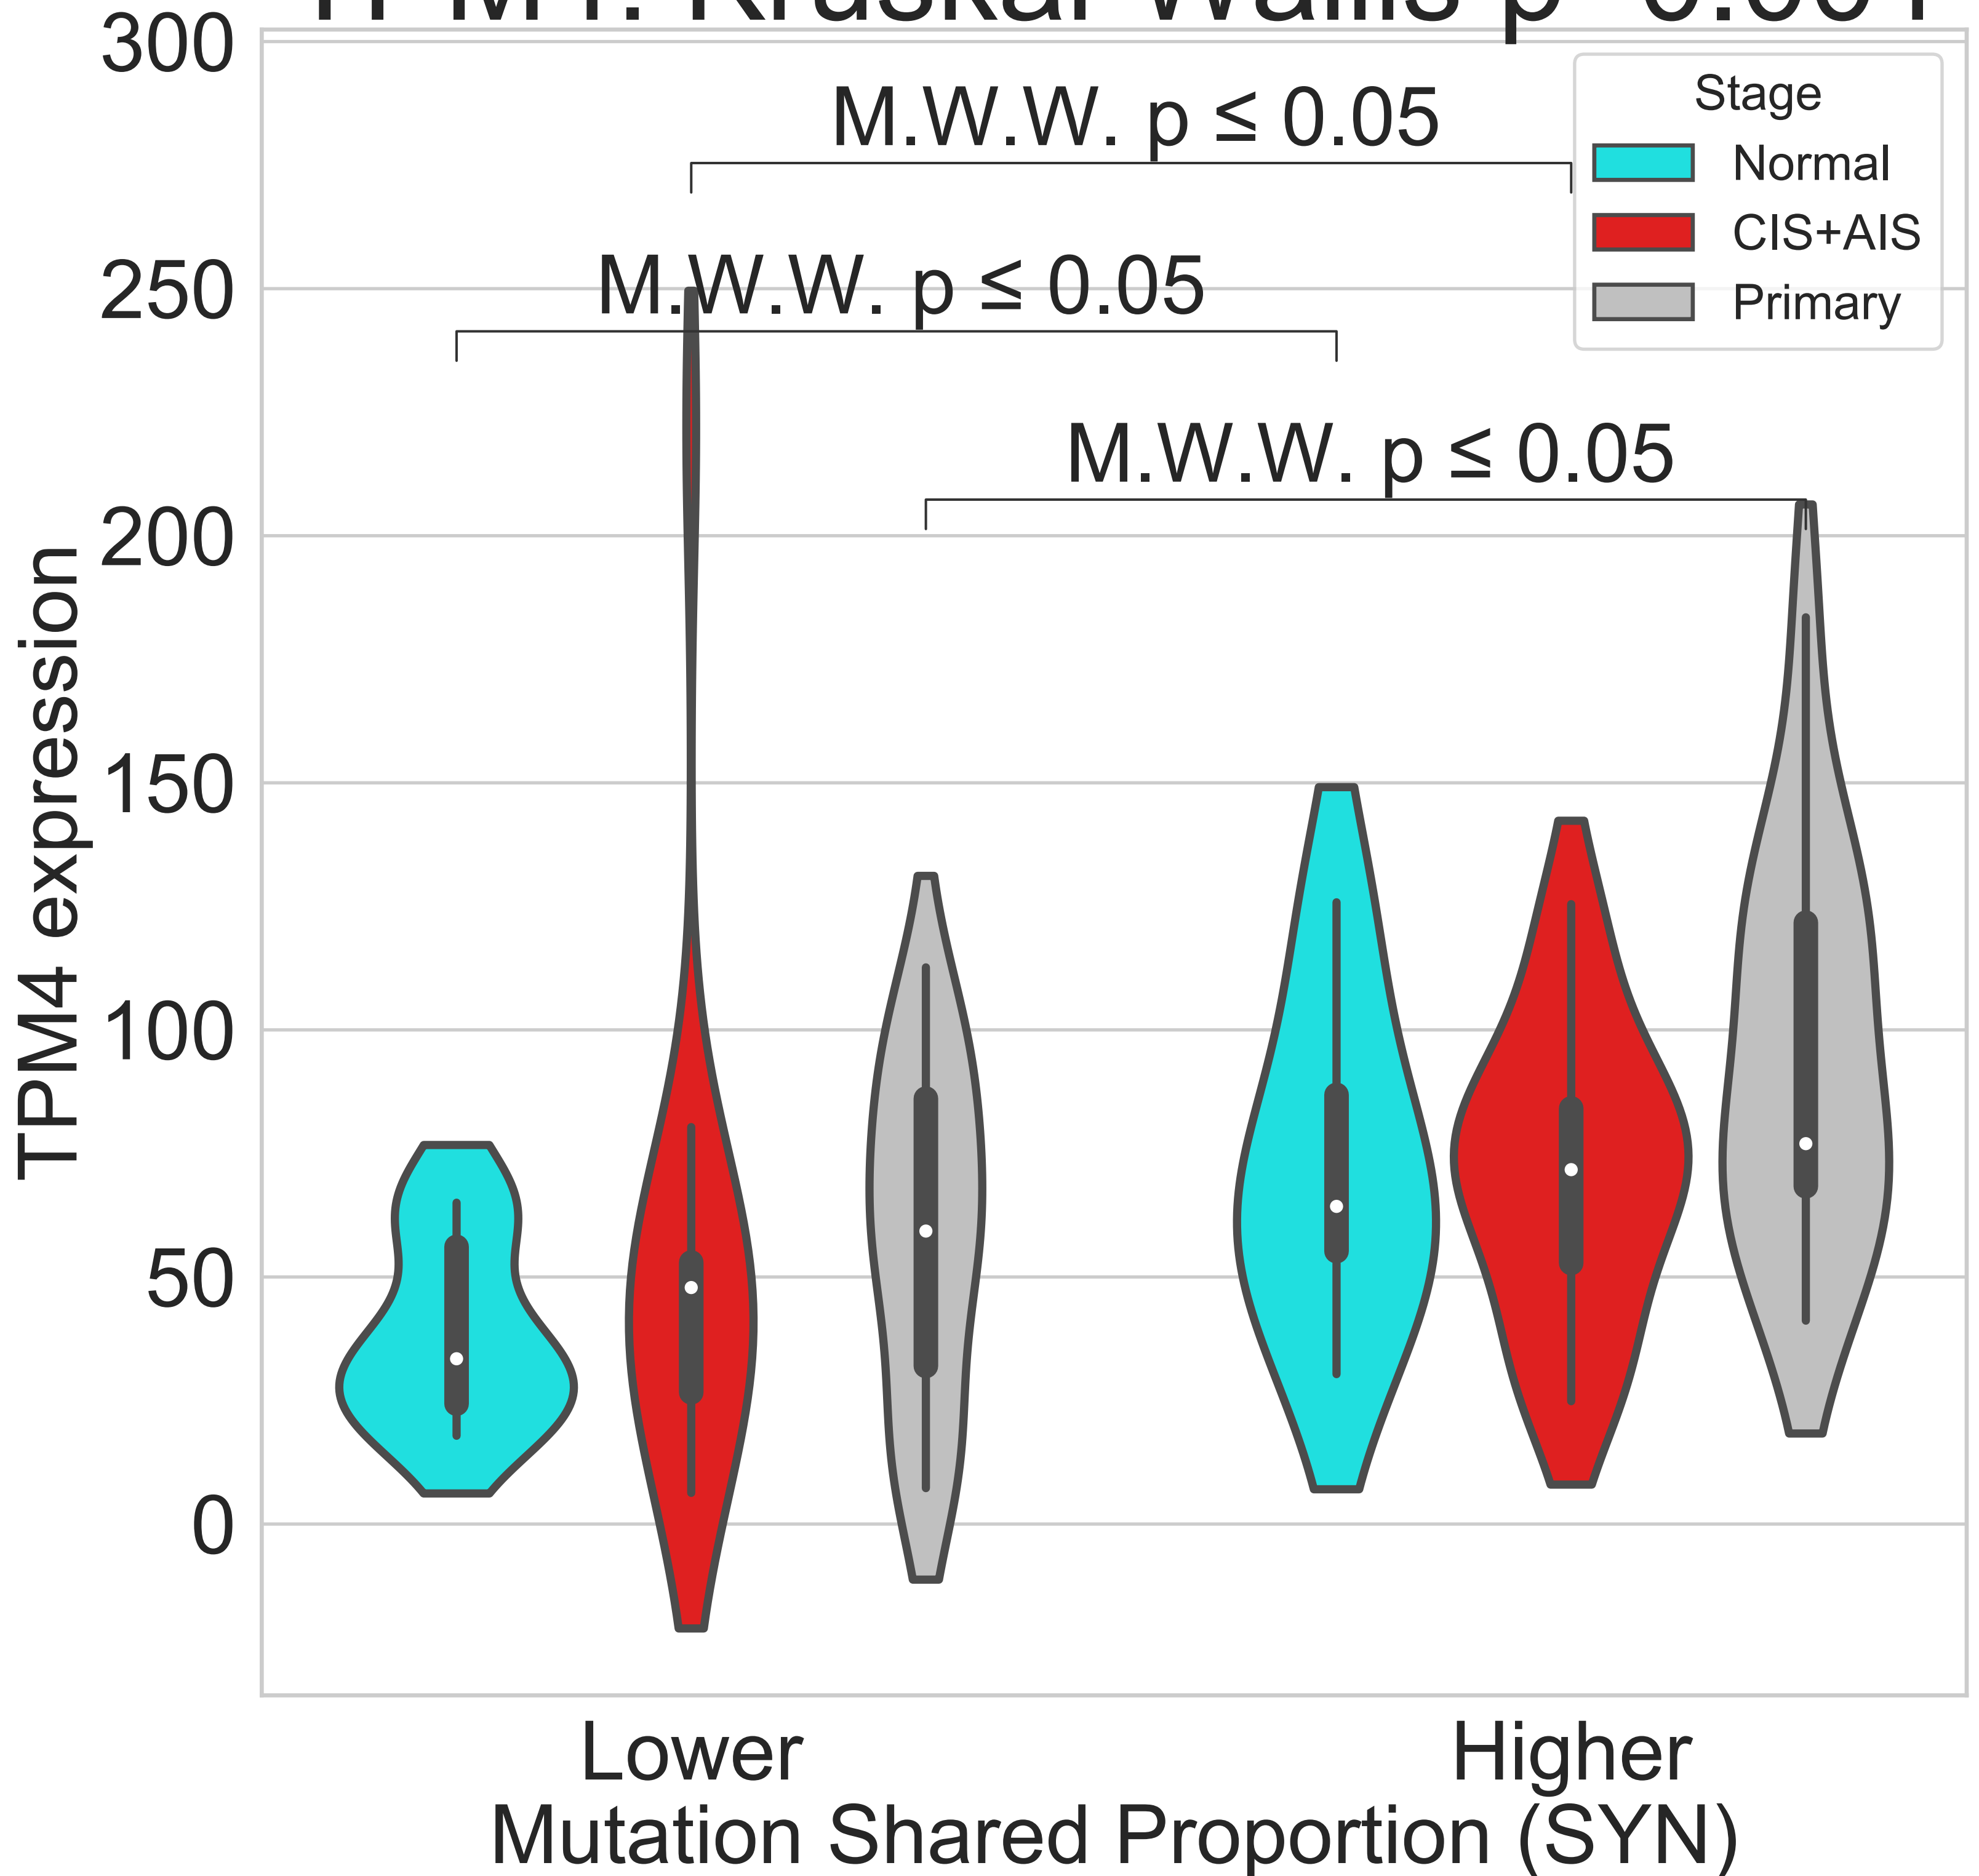 300
M.W.W. p ≤ 0.05
Stage
Normal
CIS+AIS
Primary
M.W.W. p ≤ 0.05
250
M.W.W. p ≤ 0.05
200
150
100
50
0
TPM4 expression
Lower
Higher
Mutation Shared Proportion (SYN)